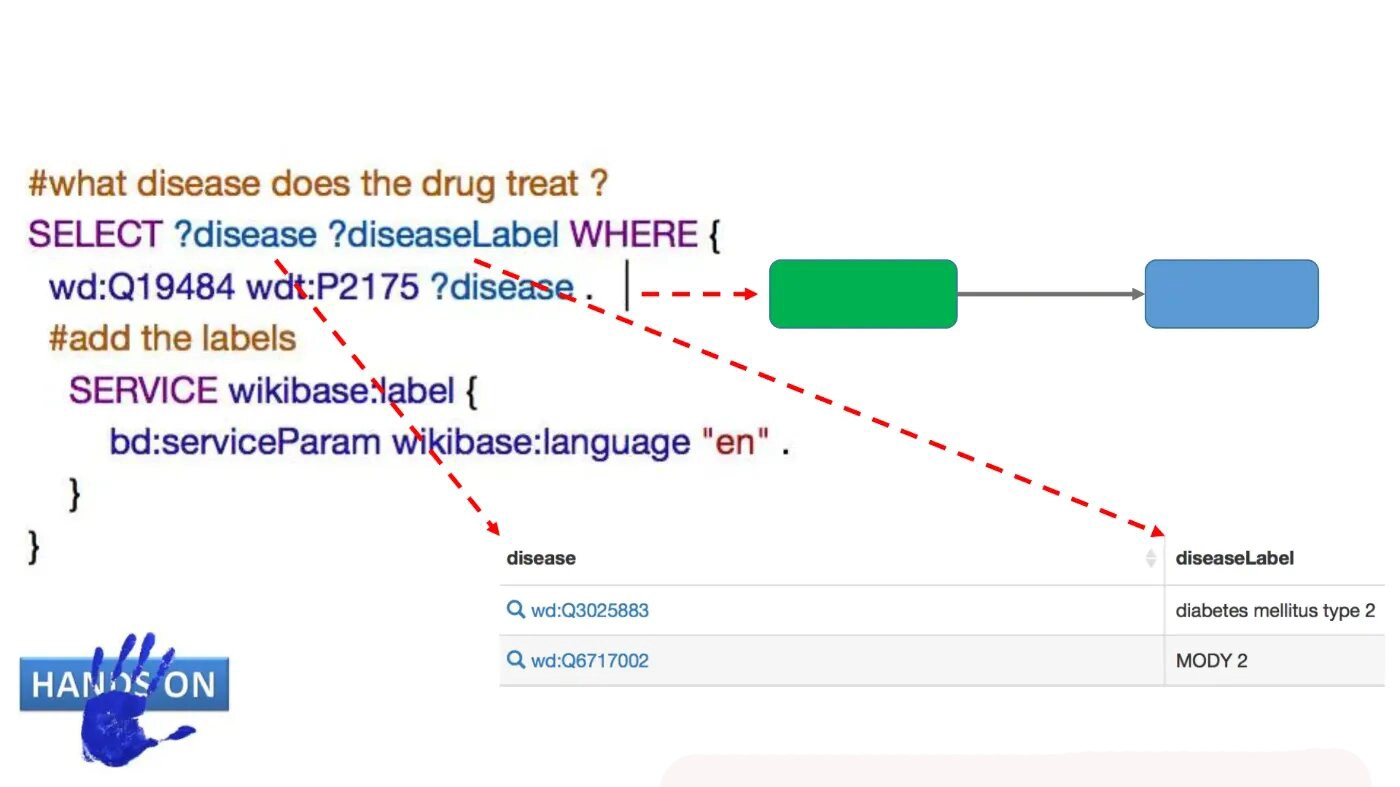 #what disease does the drug treat ?
SELECT ?disease ?diseaseLabel WHERE {
wd:Q19484 wdt:P2175 ?disease .
#add the labels
SERVICE wikibase:label {
bd:serviceParam wikibase:language "en" .
}
}
disease diseaseLabel
wd:Q3025883 diabetes mellitus type 2
wd:Q6717002 MODY 2
HANDS ON